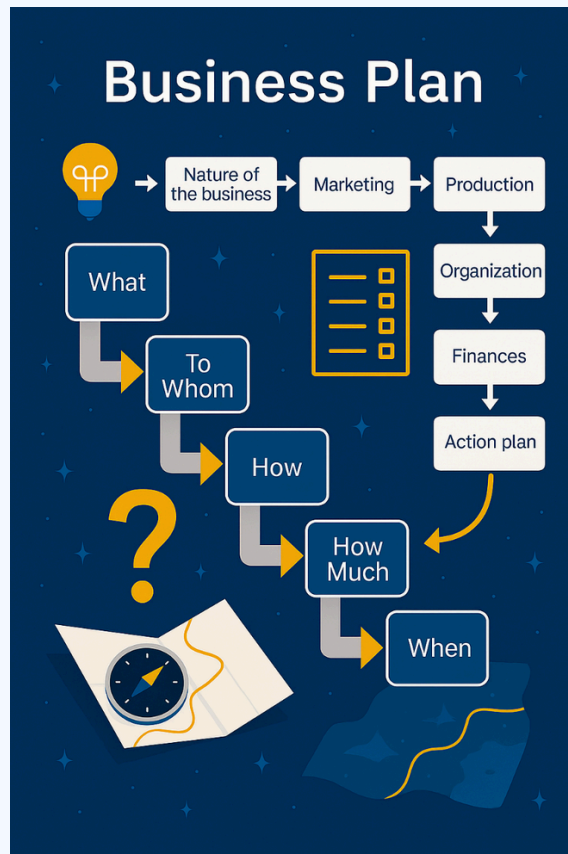 Business Plan
Nature of
the business
Marketing
Production
Organization
Finances
Action plan
What
To
Whom
How
How
Much
When
?